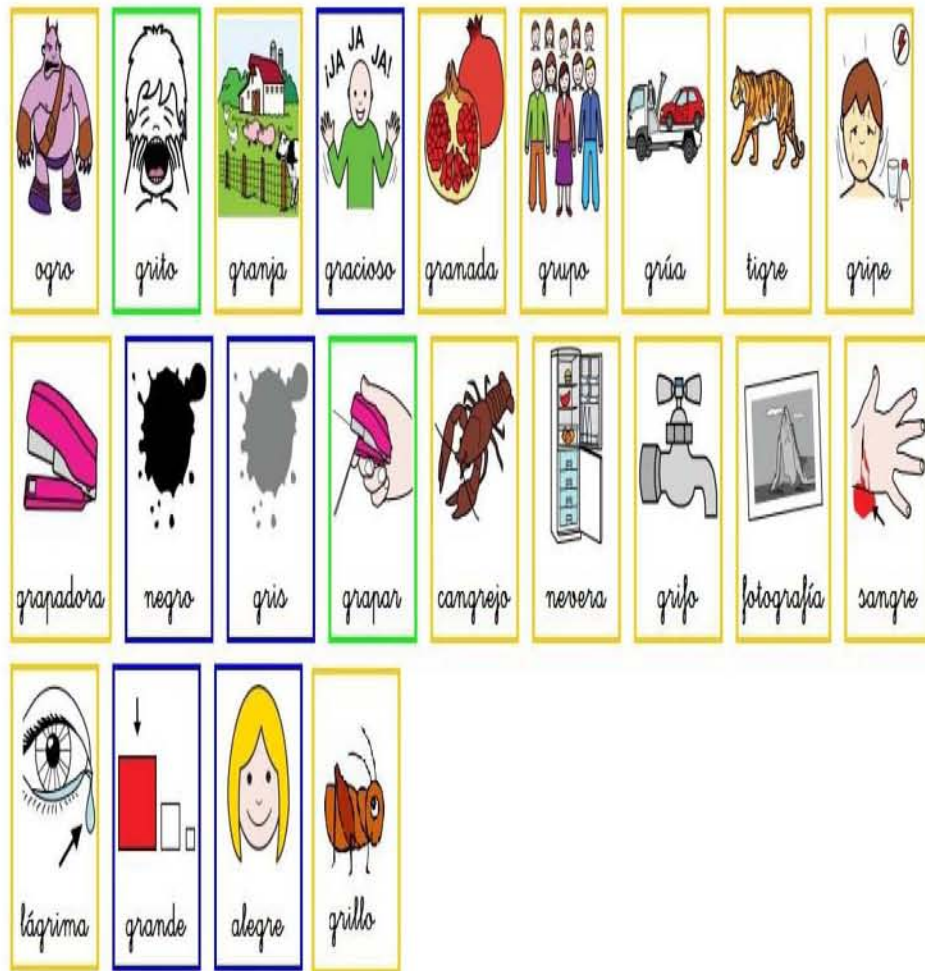 ¡JA JA JA!
ogro grito granja gracioso granada grupo grúa tigre gripe
grapadora negro gris grapar cangrejo nevera grifo fotografía sangre
lágrima grande alegre grillo